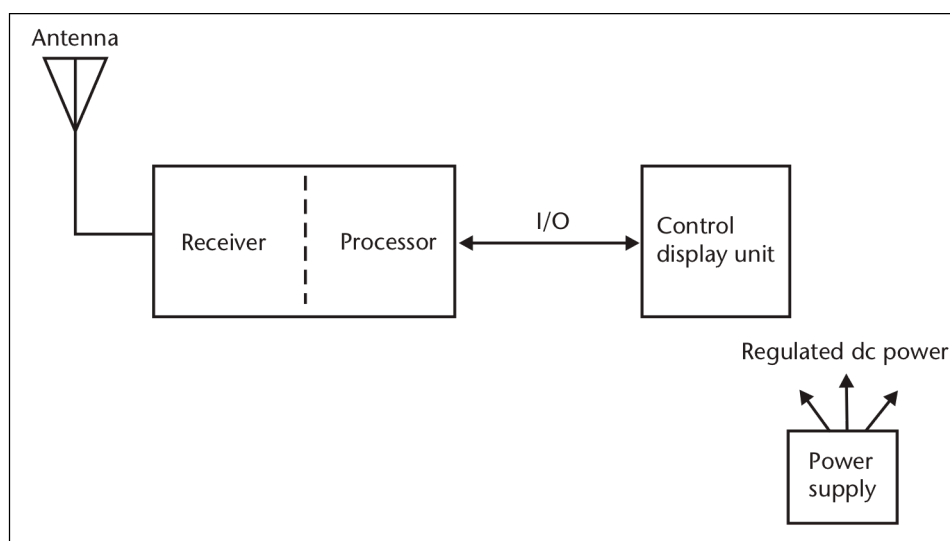 Antenna
Receiver
Processor
I/O
Control
display unit
Regulated dc power
Power
supply